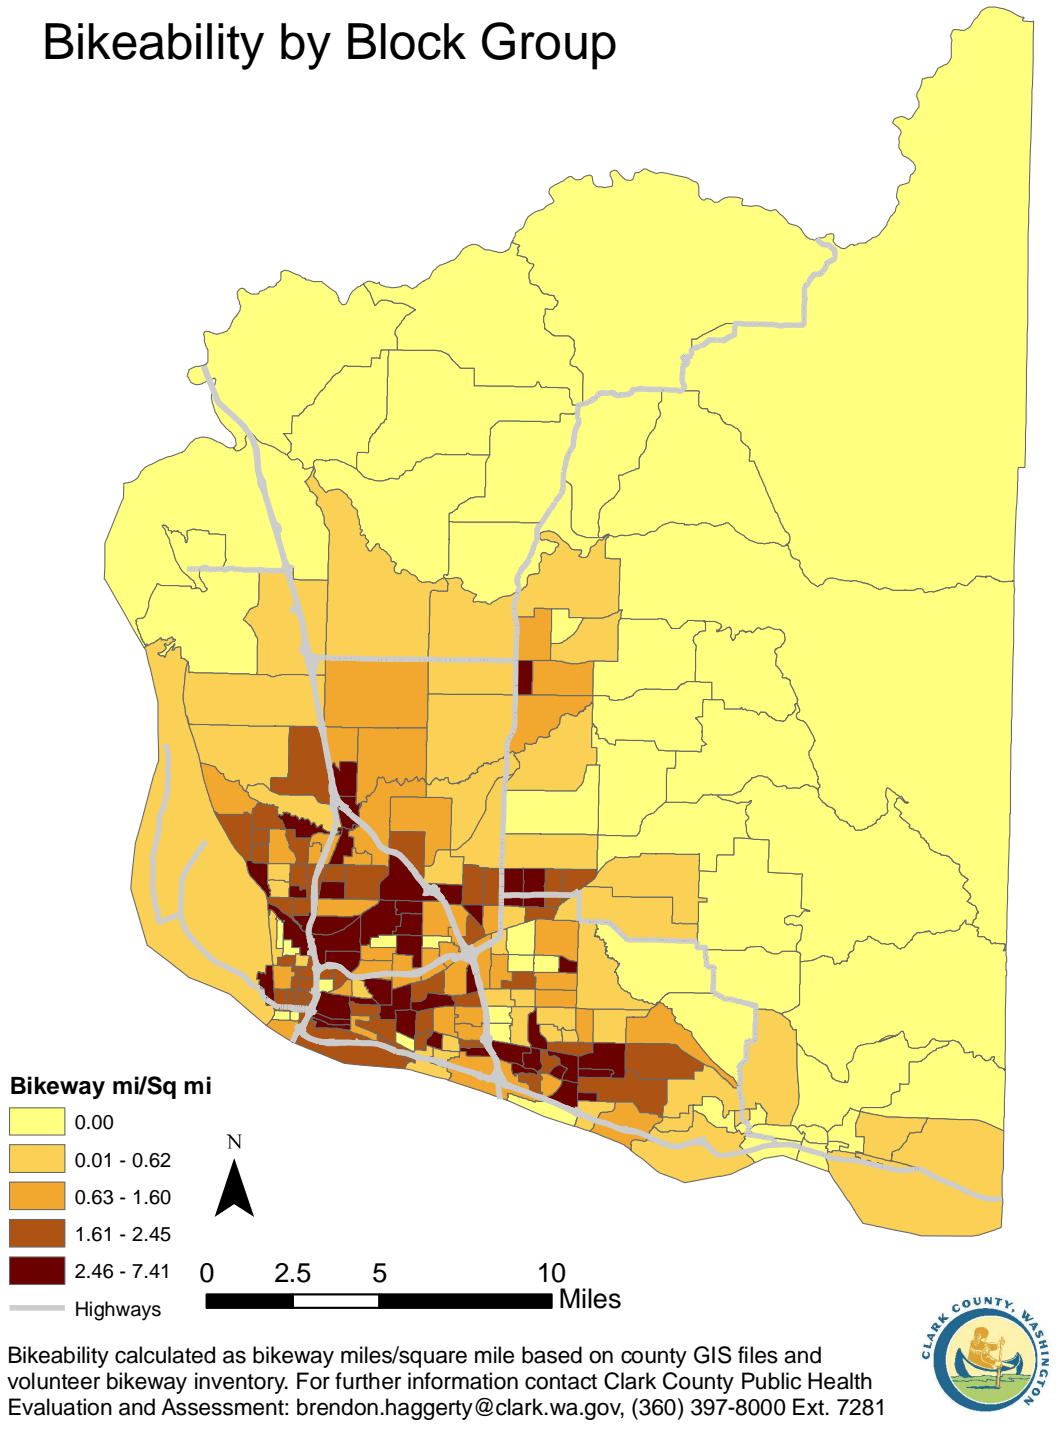 Bikeability by Block Group
Bikeway mi/Sq mi
0.00
0.01 - 0.62
0.63 - 1.60
1.61 - 2.45
2.46 - 7.41
Highways
N
0 2.5 5 10
Miles
Bikeability calculated as bikeway miles/square mile based on county GIS files and
volunteer bikeway inventory. For further information contact Clark County Public Health
Evaluation and Assessment: brendon.haggerty@clark.wa.gov, (360) 397-8000 Ext. 7281
CLARK COUNTY, WASHINGTON